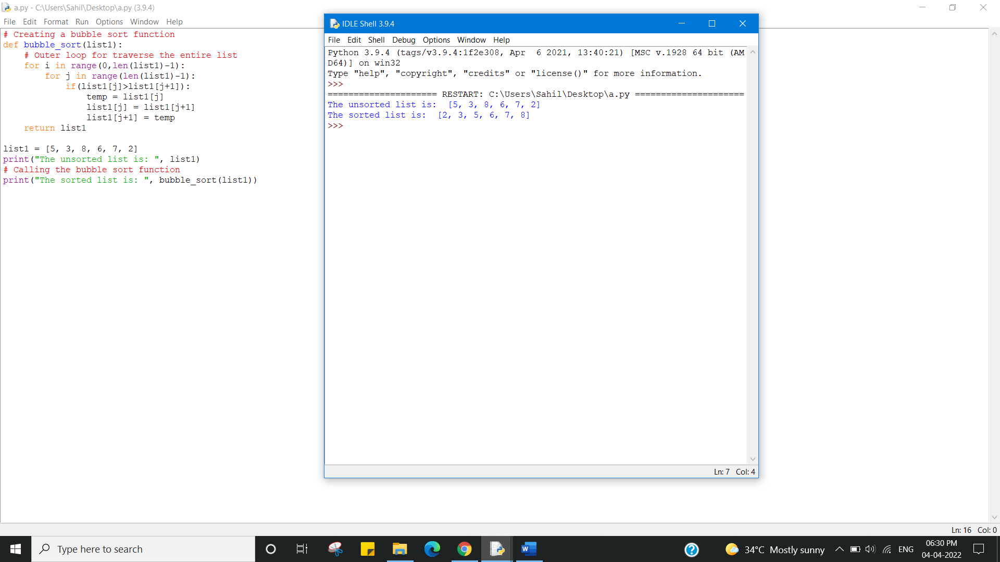 a.py - C:\Users\Sahil\Desktop\a.py (3.9.4)
File Edit Format Run Options Window Help
# Creating a bubble sort function
def bubble_sort(list1):
    # Outer loop for traverse the entire list
    for i in range(0,len(list1)-1):
        for j in range(len(list1)-1):
            if(list1[j]>list1[j+1]):
                temp = list1[j]
                list1[j] = list1[j+1]
                list1[j+1] = temp
    return list1

list1 = [5, 3, 8, 6, 7, 2]
print("The unsorted list is: ", list1)
# Calling the bubble sort function
print("The sorted list is: ", bubble_sort(list1))
IDLE Shell 3.9.4
File Edit Shell Debug Options Window Help
Python 3.9.4 (tags/v3.9.4:1f2e308, Apr  6 2021, 13:40:21) [MSC v.1928 64 bit (AM
D64)] on win32
Type "help", "copyright", "credits" or "license()" for more information.
>>>
===================== RESTART: C:\Users\Sahil\Desktop\a.py =====================
The unsorted list is:  [5, 3, 8, 6, 7, 2]
The sorted list is:  [2, 3, 5, 6, 7, 8]
>>>
Ln: 7 Col: 4
Ln: 16 Col: 0
Type here to search
W
?
34°C Mostly sunny
ENG
06:30 PM
04-04-2022